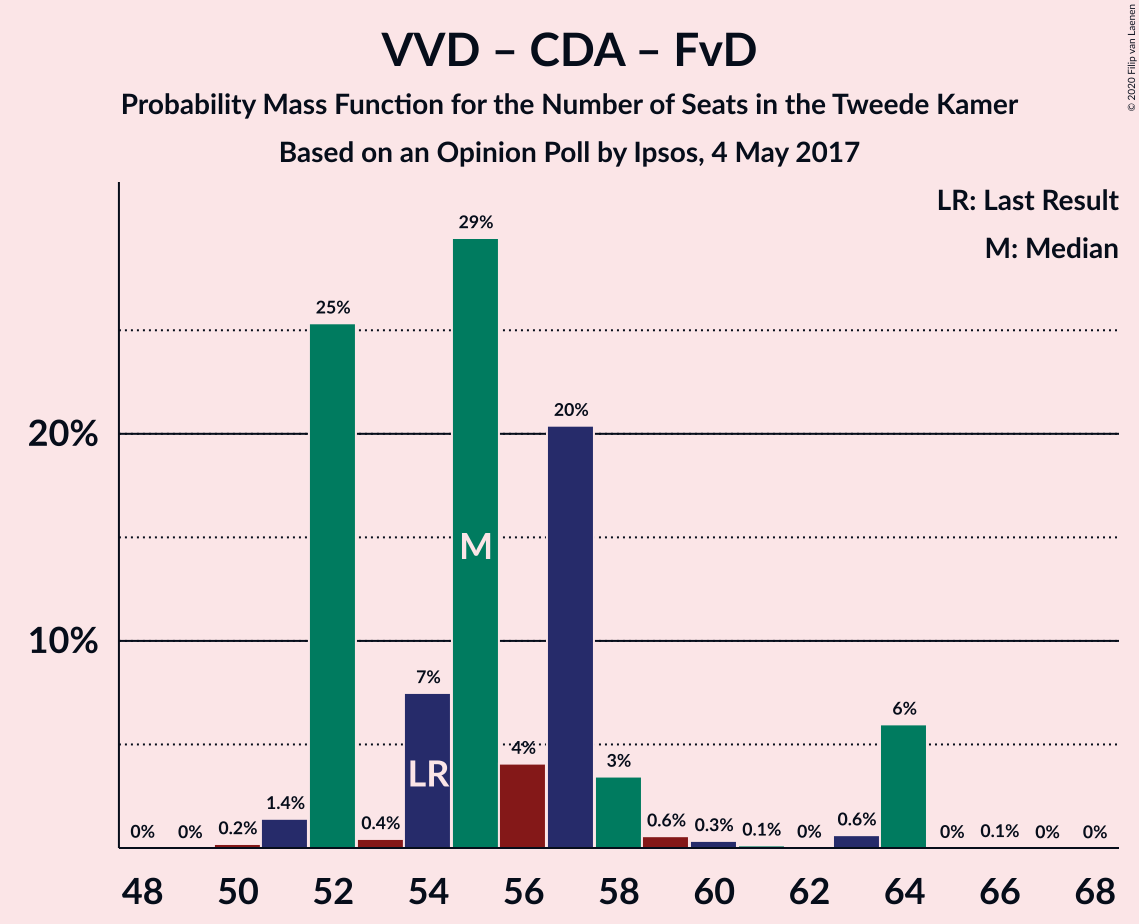 VVD – CDA – FvD
Probability Mass Function for the Number of Seats in the Tweede Kamer
Based on an Opinion Poll by Ipsos, 4 May 2017
© 2020 Filip van Laenen
LR: Last Result
M: Median
20%
10%
0%
0%
0.2%
1.4%
25%
0.4%
7%
29%
4%
20%
3%
0.6%
0.3%
0.1%
0%
0.6%
6%
0%
0.1%
0%
0%
LR
M
48 50 52 54 56 58 60 62 64 66 68